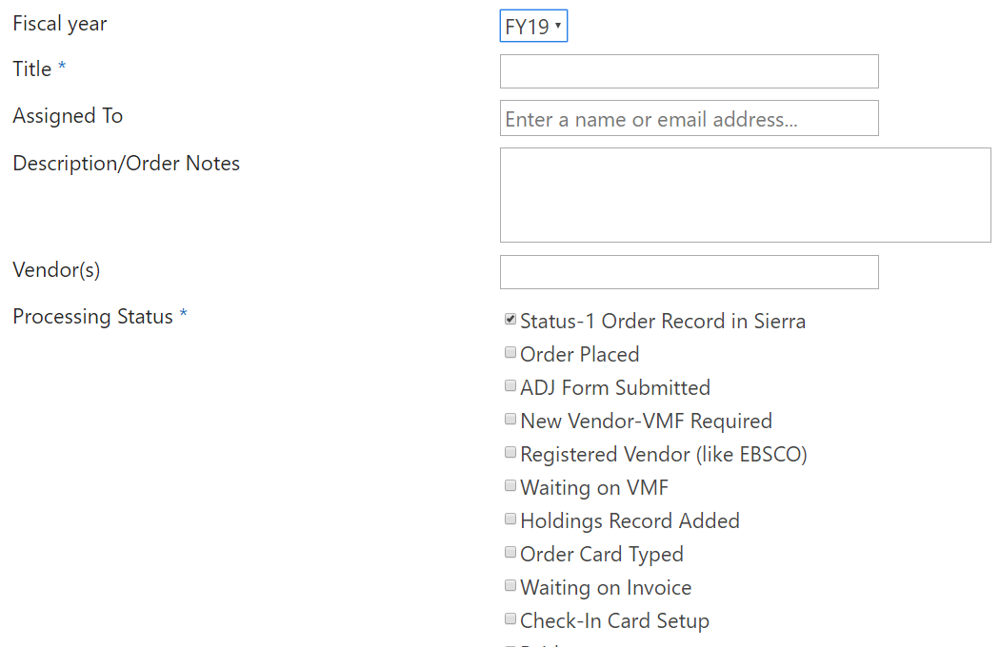 Fiscal year
FY19
Title *
Assigned To
Enter a name or email address...
Description/Order Notes
Vendor(s)
Processing Status *
Status-1 Order Record in Sierra
Order Placed
ADJ Form Submitted
New Vendor-VMF Required
Registered Vendor (like EBSCO)
Waiting on VMF
Holdings Record Added
Order Card Typed
Waiting on Invoice
Check-In Card Setup